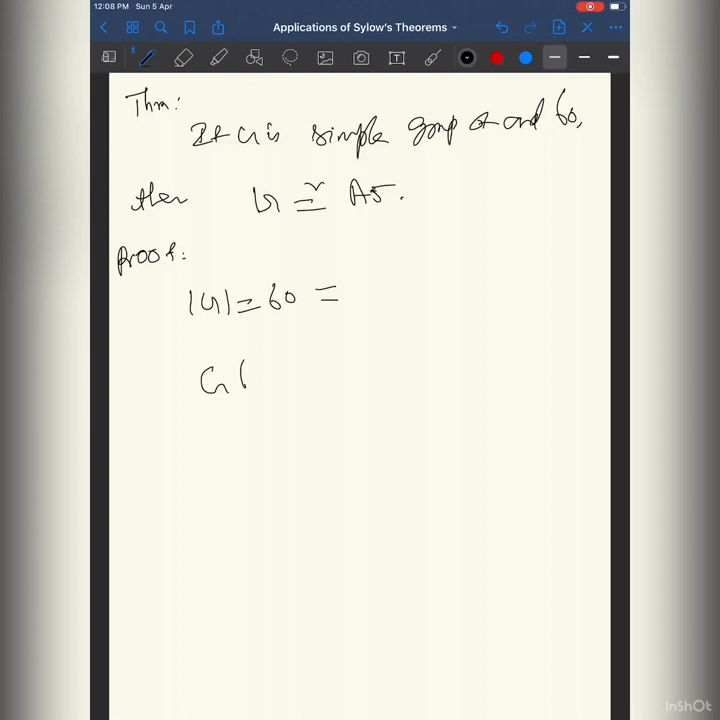 12:08 PM Sun 5 Apr
Applications of Sylow's Theorems
Thm:
If G is simple group of ord 60,
then G ≅ A5.
Proof:
|G| = 60 =
G (
InShOt